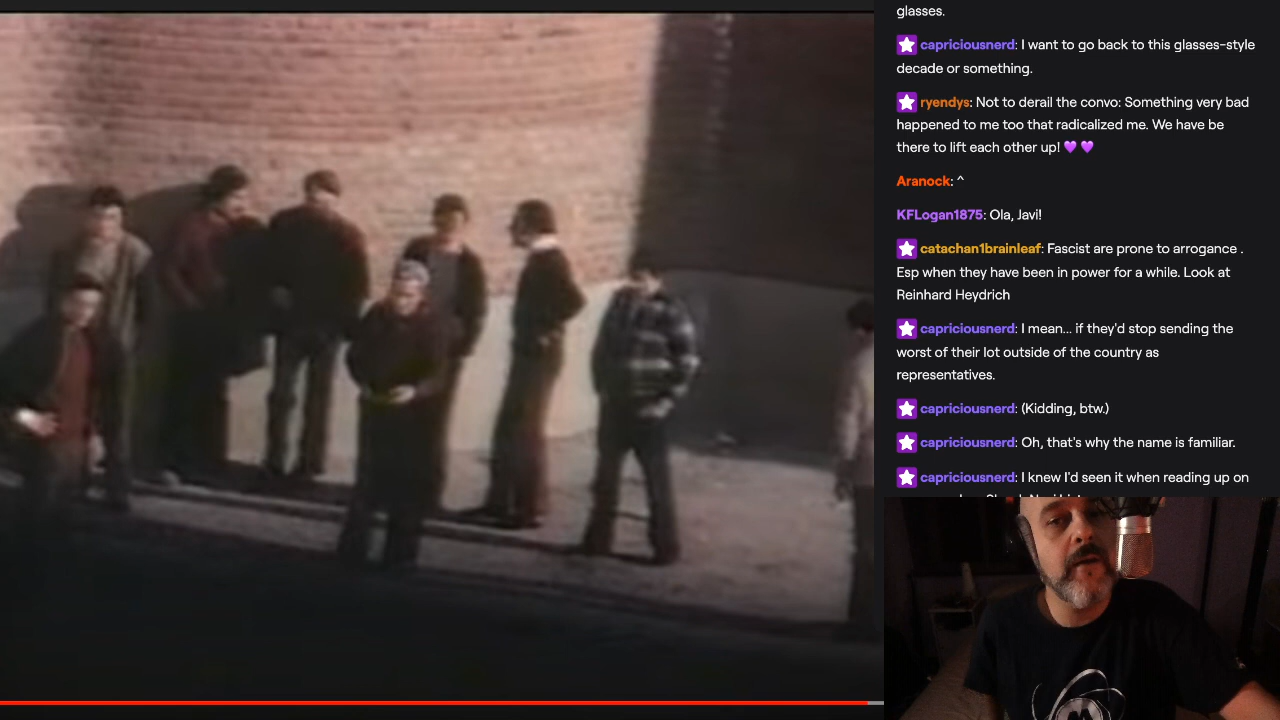 glasses.
capriciousnerd: I want to go back to this glasses-style
decade or something.
ryendys: Not to derail the convo: Something very bad
happened to me too that radicalized me. We have be
there to lift each other up! 💜 💜
Aranock: ^
KFLogan1875: Ola, Javi!
catachan1brainleaf: Fascist are prone to arrogance .
Esp when they have been in power for a while. Look at
Reinhard Heydrich
capriciousnerd: I mean... if they'd stop sending the
worst of their lot outside of the country as
representatives.
capriciousnerd: (Kidding, btw.)
capriciousnerd: Oh, that's why the name is familiar.
capriciousnerd: I knew I'd seen it when reading up on